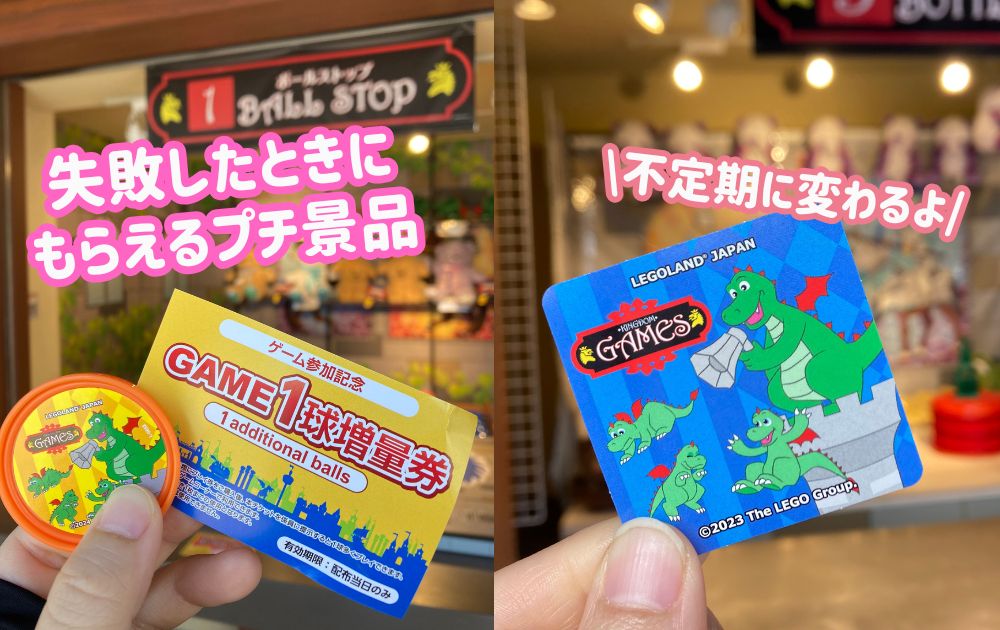 ボールストップ
1 BALL STOP
失敗したときに
もらえるプチ景品
ゲーム参加記念
GAME1球増量券
1 additional balls
有効期限：配布当日のみ
LEGOLAND JAPAN
GAMES
©2024
\不定期に変わるよ/
LEGOLAND® JAPAN
KINGDOM
GAMES
©2023 The LEGO Group.